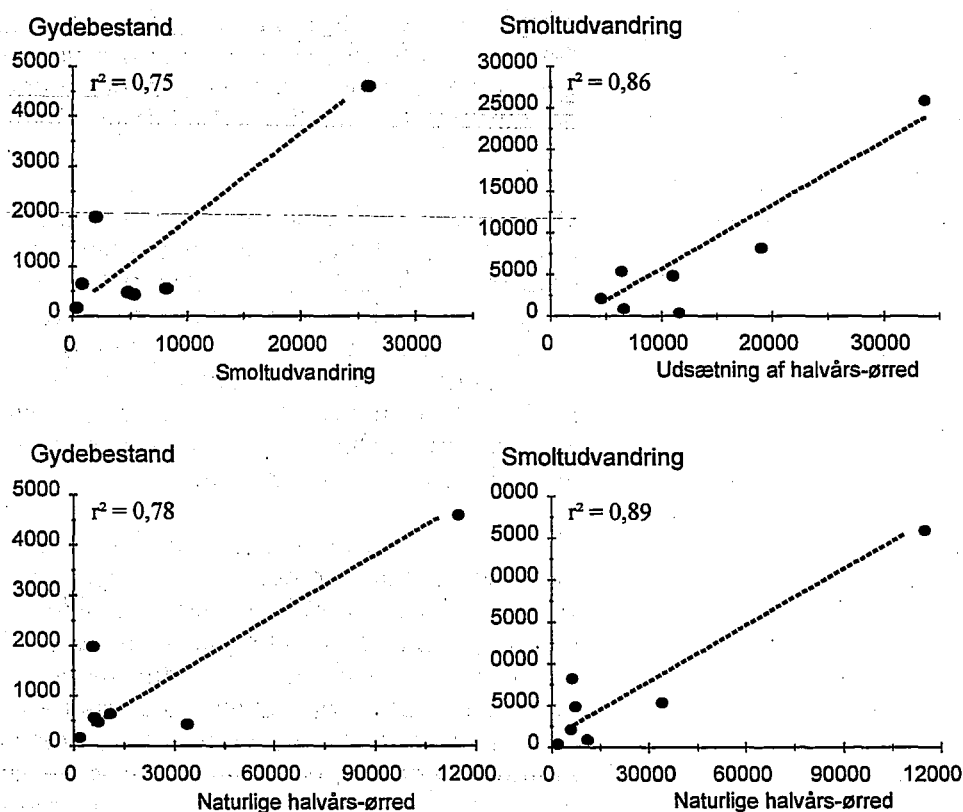 Gydebestand
5000
4000
3000
2000
1000
0
r² = 0,75
0 10000 20000 30000
Smoltudvandring
Smoltudvandring
30000
25000
20000
15000
10000
5000
0
r² = 0,86
0 10000 20000 30000
Udsætning af halvårs-ørred
Gydebestand
5000
4000
3000
2000
1000
0
r² = 0,78
0 30000 60000 90000 12000
Naturlige halvårs-ørred
Smoltudvandring
0000
5000
0000
5000
0000
5000
0
r² = 0,89
0 30000 60000 90000 12000
Naturlige halvårs-ørred